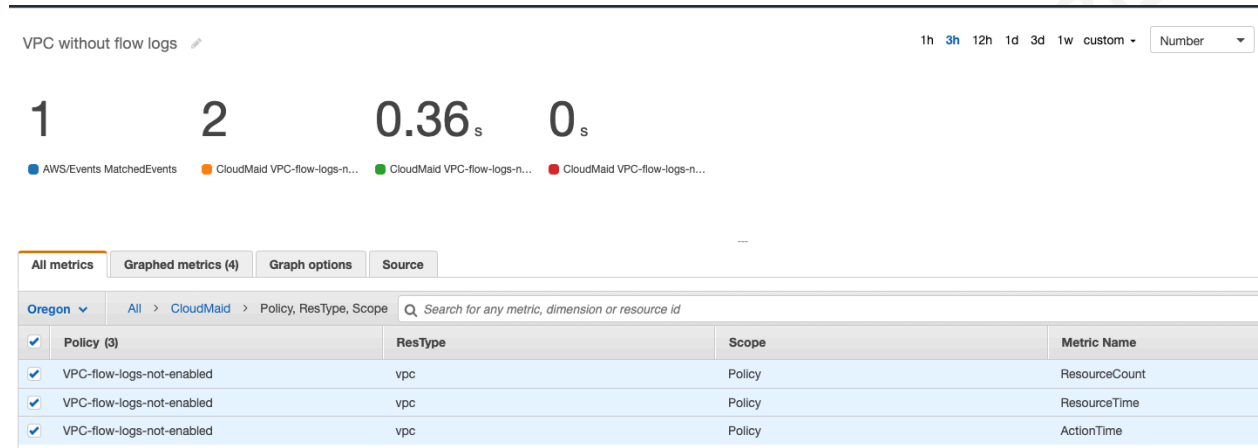 VPC without flow logs
1h 3h 12h 1d 3d 1w custom Number
1 2 0.36 s 0 s
AWS/Events MatchedEvents CloudMaid VPC-flow-logs-n... CloudMaid VPC-flow-logs-n... CloudMaid VPC-flow-logs-n...
All metrics Graphed metrics (4) Graph options Source
Oregon All > CloudMaid > Policy, ResType, Scope Search for any metric, dimension or resource id
Policy (3) ResType Scope Metric Name
VPC-flow-logs-not-enabled vpc Policy ResourceCount
VPC-flow-logs-not-enabled vpc Policy ResourceTime
VPC-flow-logs-not-enabled vpc Policy ActionTime